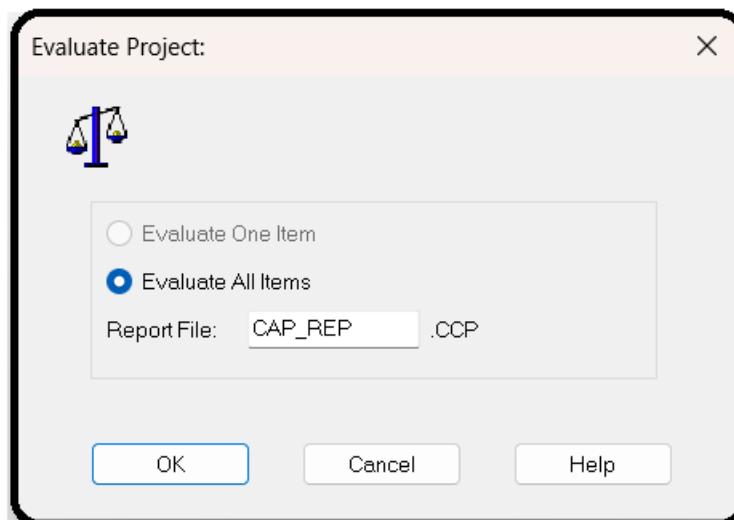 Evaluate Project:
Evaluate One Item
Evaluate All Items
Report File: CAP_REP .CCP
OK Cancel Help